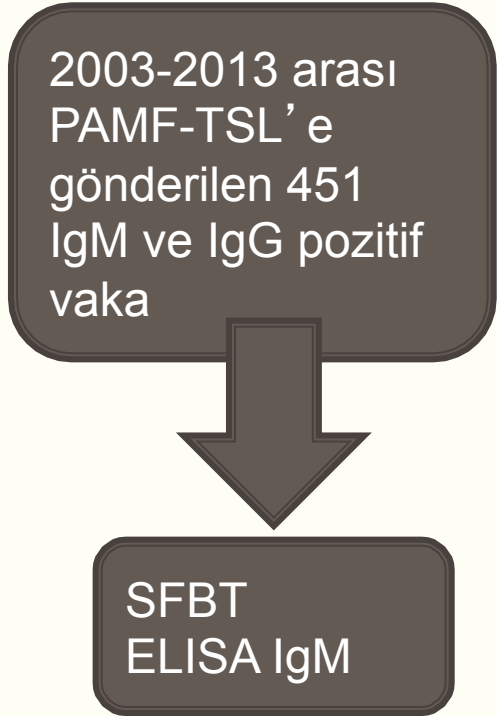 2003-2013 arası
PAMF-TSL’e
gönderilen 451
IgM ve IgG pozitif
vaka
SFBT
ELISA IgM